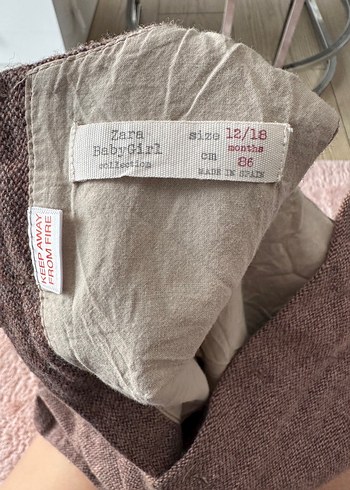 Zara
BabyGirl
collection
size 12/18
months
cm 86
MADE IN SPAIN
KEEP AWAY
FROM FIRE